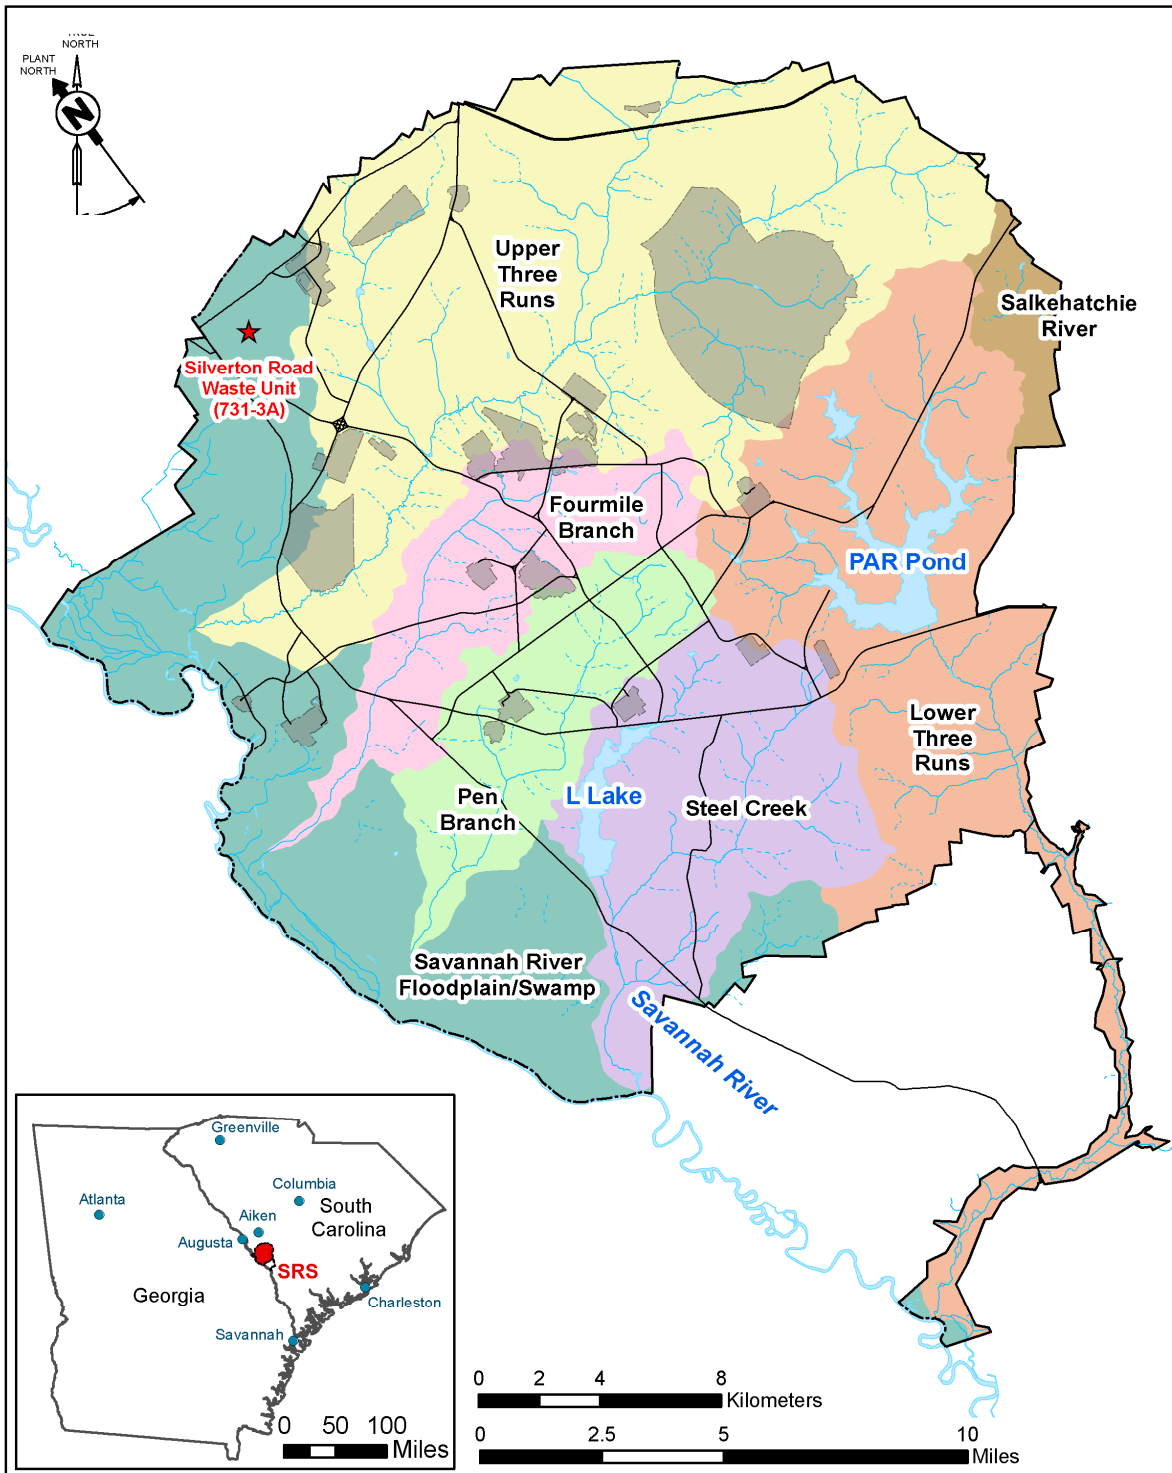 TRUE
NORTH
PLANT
NORTH
N
Upper
Three
Runs
Salkehatchie
River
Silverton Road
Waste Unit
(731-3A)
Fourmile
Branch
PAR Pond
Lower
Three
Runs
L Lake
Pen
Branch
Steel Creek
Savannah River
Floodplain/Swamp
Savannah River
Greenville
Columbia
Atlanta
South
Carolina
Aiken
Augusta
SRS
Georgia
Charleston
Savannah
0 50 100
Miles
0 2 4 8
Kilometers
0 2.5 5 10
Miles